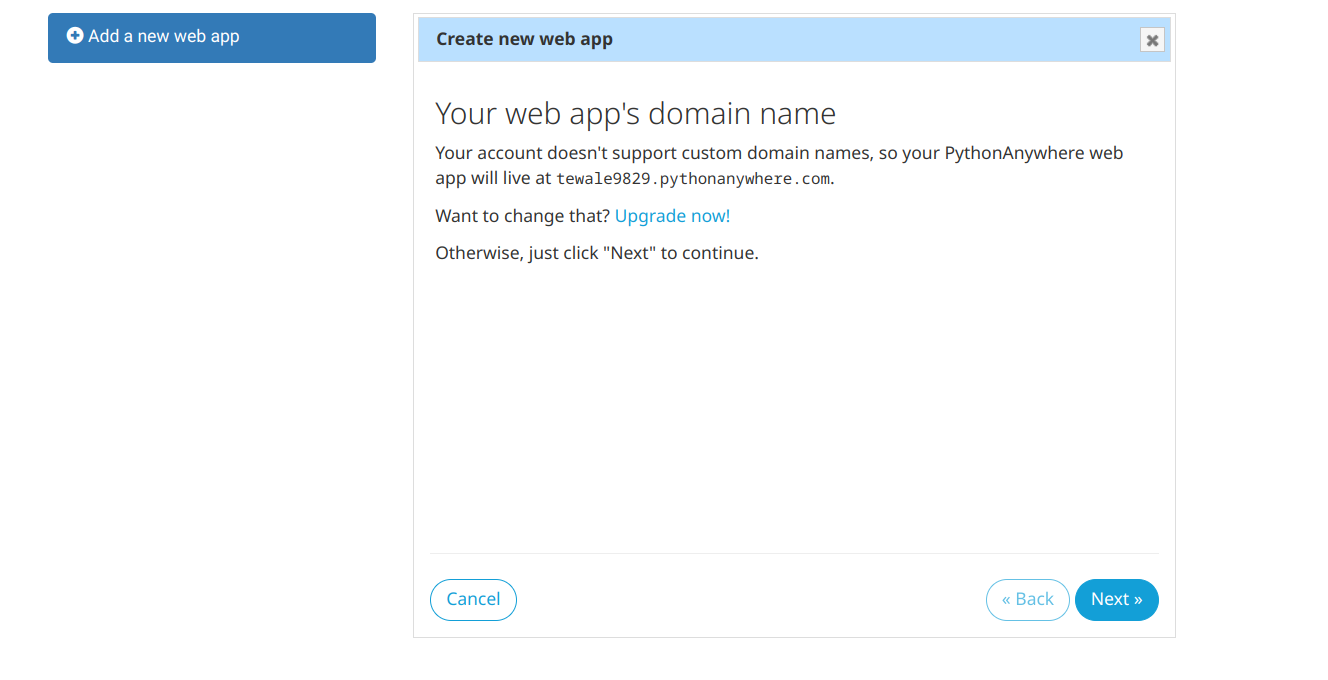 Add a new web app
Create new web app
Your web app's domain name
Your account doesn't support custom domain names, so your PythonAnywhere web
app will live at tewale9829.pythonanywhere.com.
Want to change that? Upgrade now!
Otherwise, just click "Next" to continue.
Cancel
« Back
Next »